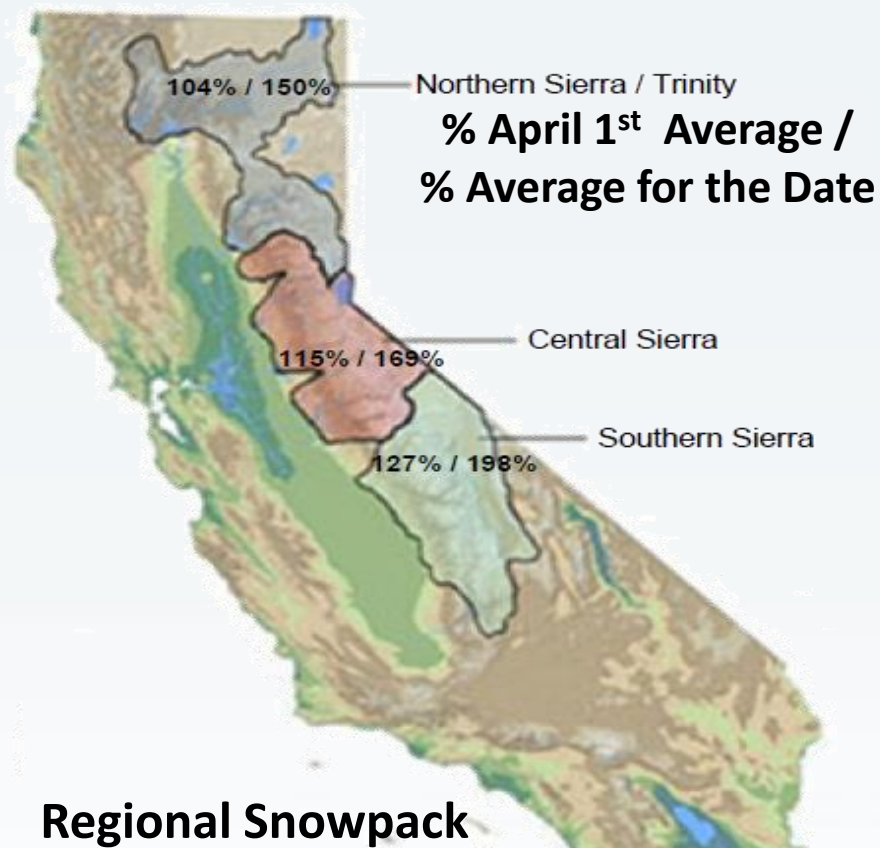 104% / 150%
Northern Sierra / Trinity
% April 1st Average /
% Average for the Date
Central Sierra
115% / 169%
Southern Sierra
127% / 198%
Regional Snowpack